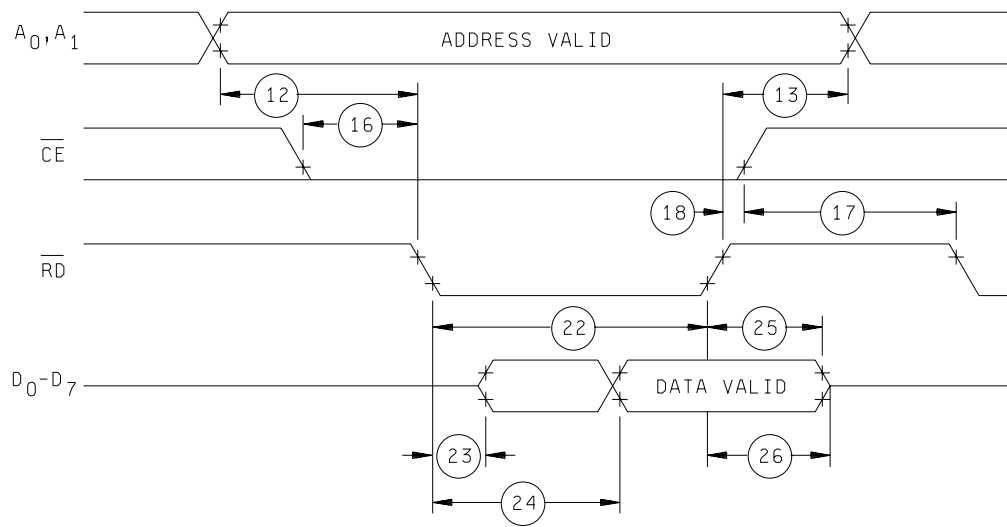 A0,A1
ADDRESS VALID
12
13
16
CE
18
17
RD
22
25
D0-D7
DATA VALID
23
26
24